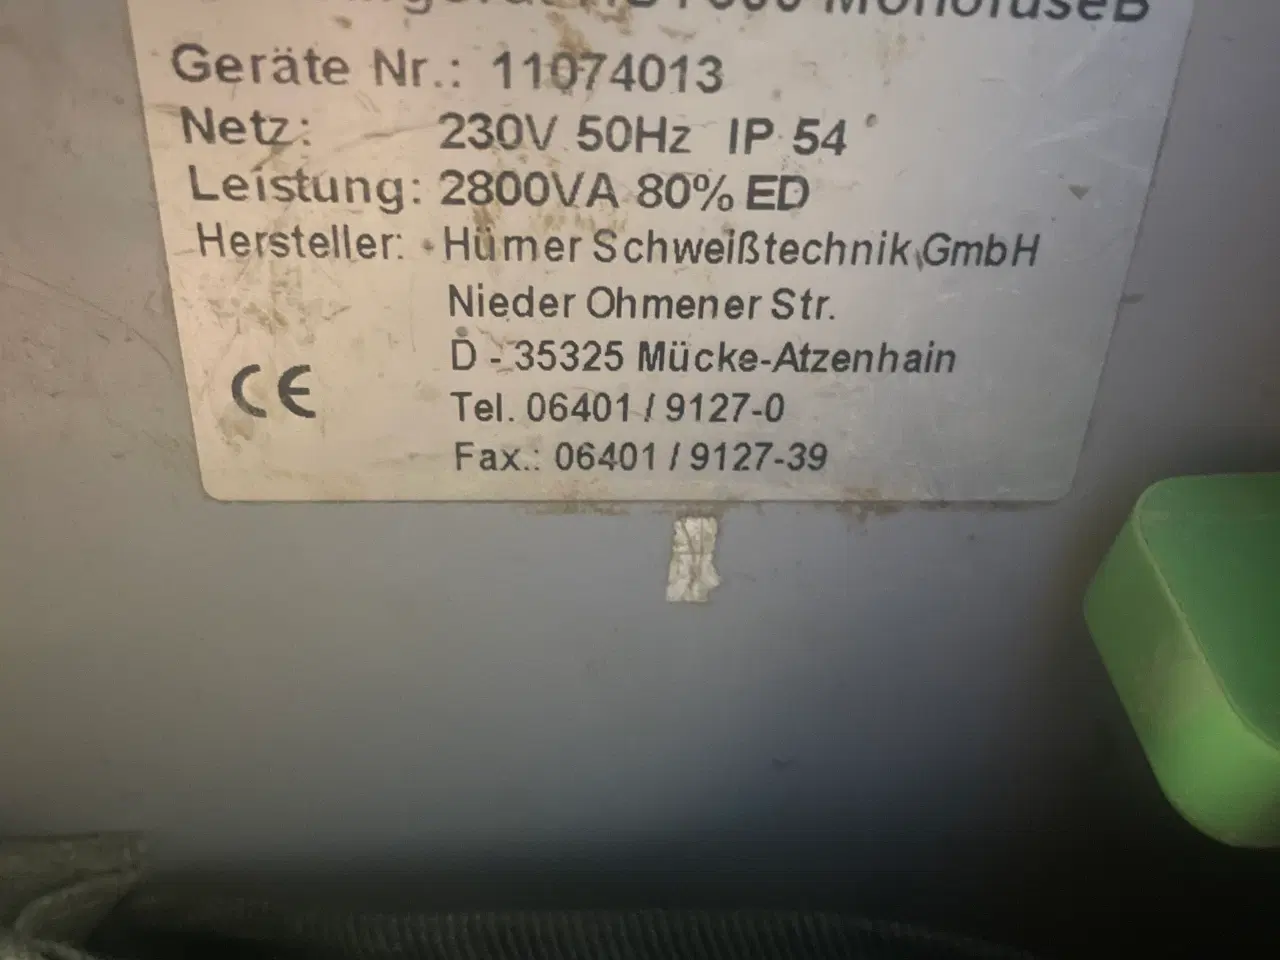 MonofuseB
Geräte Nr.: 11074013
Netz: 230V 50Hz IP 54
Leistung: 2800VA 80% ED
Hersteller: Hümer Schweißtechnik GmbH
Nieder Ohmener Str.
D - 35325 Mücke-Atzenhain
Tel. 06401 / 9127-0
Fax.: 06401 / 9127-39
CE